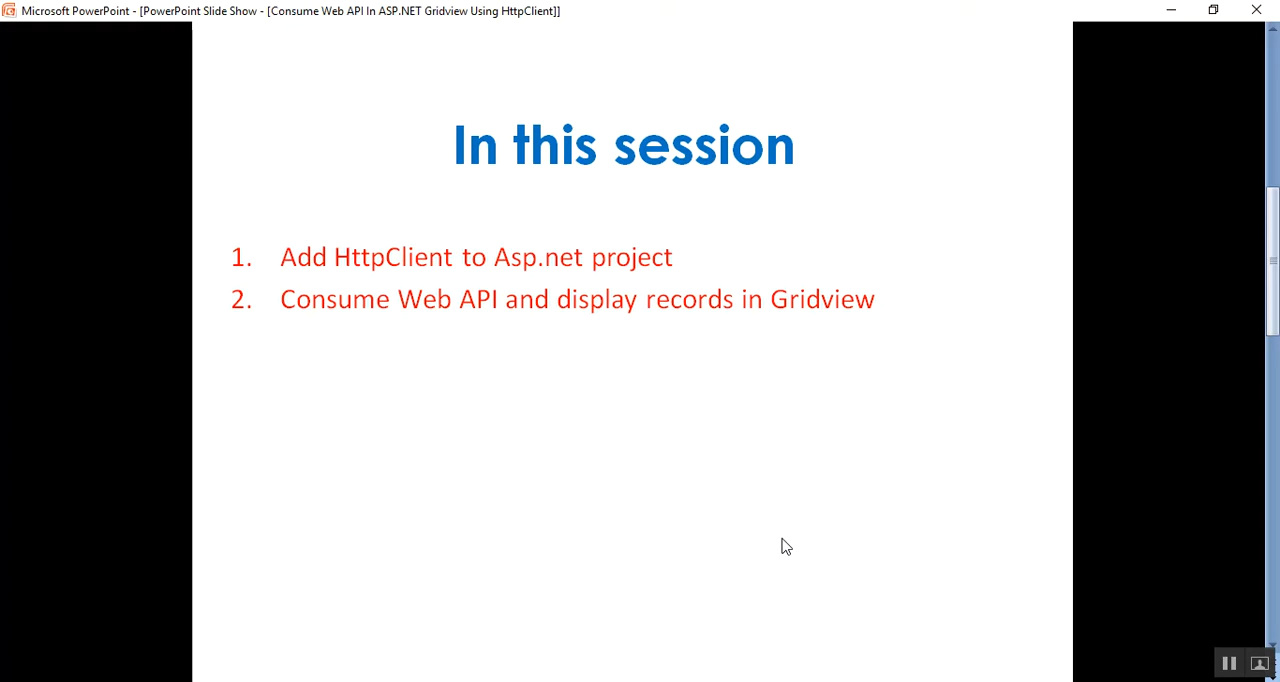 Microsoft PowerPoint - [PowerPoint Slide Show - [Consume Web API In ASP.NET Gridview Using HttpClient]]
In this session
1. Add HttpClient to Asp.net project
2. Consume Web API and display records in Gridview